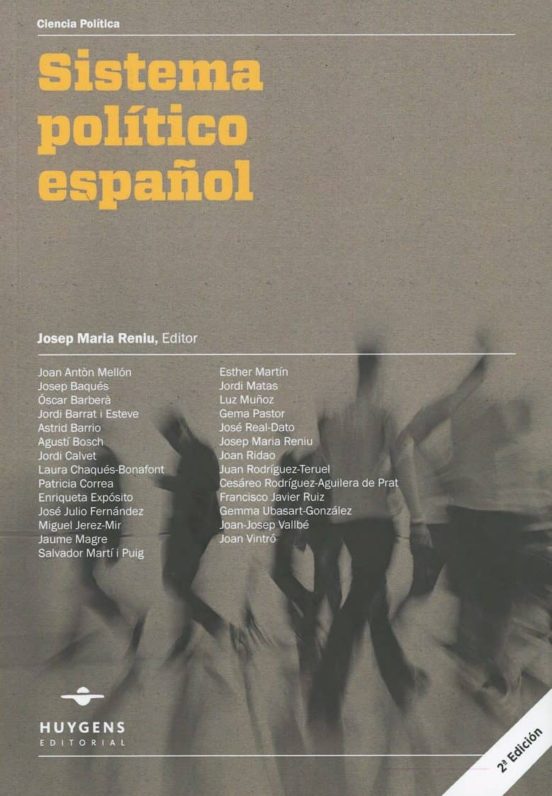 Ciencia Política
Sistema
político
español
Josep Maria Reniu, Editor
Joan Antòn Mellón
Josep Baqués
Óscar Barberà
Jordi Barrat i Esteve
Astrid Barrio
Agustí Bosch
Jordi Calvet
Laura Chaqués-Bonafont
Patricia Correa
Enriqueta Expósito
José Julio Fernández
Miguel Jerez-Mir
Jaume Magre
Salvador Martí i Puig
Esther Martín
Jordi Matas
Luz Muñoz
Gema Pastor
José Real-Dato
Josep Maria Reniu
Joan Ridao
Juan Rodríguez-Teruel
Cesáreo Rodríguez-Aguilera de Prat
Francisco Javier Ruiz
Gemma Ubasart-González
Joan-Josep Vallbé
Joan Vintró
HUYGENS
EDITORIAL
2ª Edición